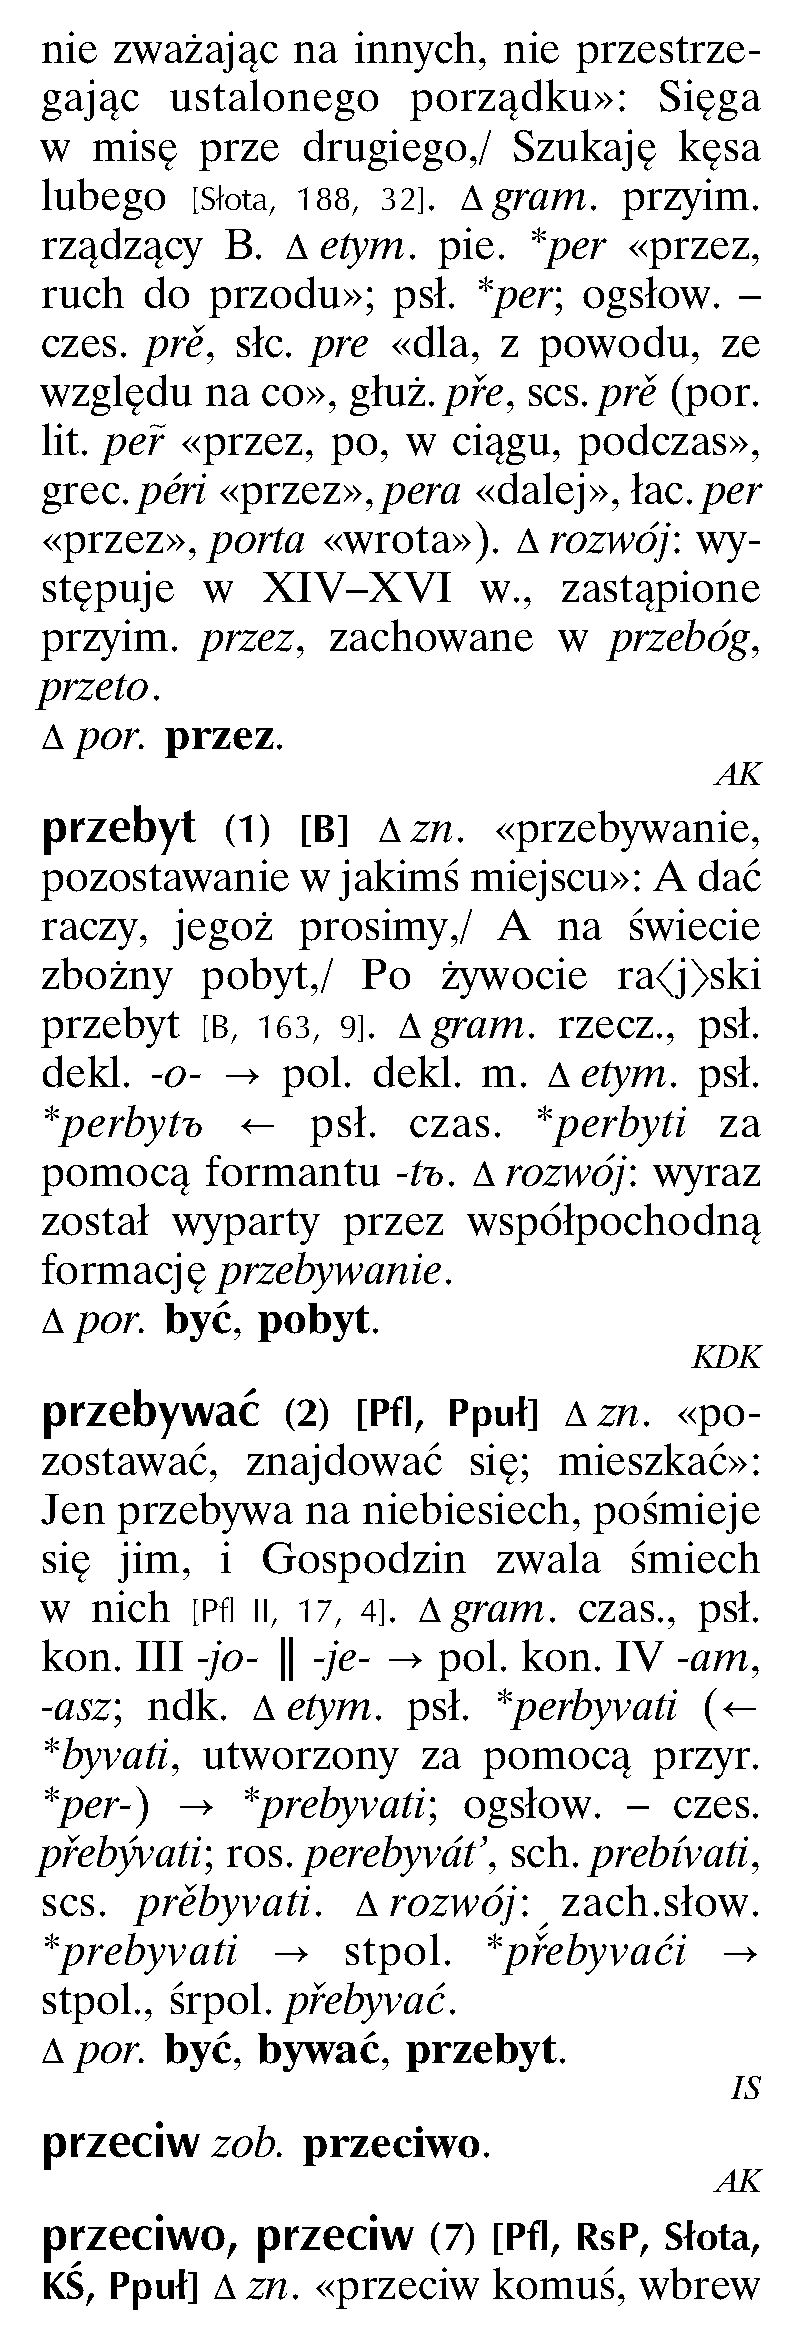 nie zważając na innych, nie przestrze-
gając ustalonego porządku»: Sięga
w misę prze drugiego,/ Szukaję kęsa
lubego [Słota, 188, 32]. Δ gram. przyim.
rządzący B. Δ etym. pie. *per «przez,
ruch do przodu»; psł. *per; ogsłow. –
czes. prě, słc. pre «dla, z powodu, ze
względu na co», głuż. pře, scs. prě (por.
lit. per̃ «przez, po, w ciągu, podczas»,
grec. péri «przez», pera «dalej», łac. per
«przez», porta «wrota»). Δ rozwój: wy-
stępuje w XIV–XVI w., zastąpione
przyim. przez, zachowane w przebóg,
przeto.
Δ por. przez.
AK
przebyt (1) [B] Δ zn. «przebywanie,
pozostawanie w jakimś miejscu»: A dać
raczy, jegoż prosimy,/ A na świecie
zbożny pobyt,/ Po żywocie ra⟨j⟩ski
przebyt [B, 163, 9]. Δ gram. rzecz., psł.
dekl. -o- → pol. dekl. m. Δ etym. psł.
*perbytъ ← psł. czas. *perbyti za
pomocą formantu -tъ. Δ rozwój: wyraz
został wyparty przez współpochodną
formację przebywanie.
Δ por. być, pobyt.
KDK
przebywać (2) [Pfl, Ppuł] Δ zn. «po-
zostawać, znajdować się; mieszkać»:
Jen przebywa na niebiesiech, pośmieje
się jim, i Gospodzin zwala śmiech
w nich [Pfl II, 17, 4]. Δ gram. czas., psł.
kon. III -jo- ‖ -je- → pol. kon. IV -am,
-asz; ndk. Δ etym. psł. *perbyvati (←
*byvati, utworzony za pomocą przyr.
*per-) → *prebyvati; ogsłow. – czes.
přebývati; ros. perebyvát’, sch. prebívati,
scs. prěbyvati. Δ rozwój: zach.słow.
*prebyvati → stpol. *př́ebyvaći →
stpol., śrpol. přebyvać.
Δ por. być, bywać, przebyt.
IS
przeciw zob. przeciwo.
AK
przeciwo, przeciw (7) [Pfl, RsP, Słota,
KŚ, Ppuł] Δ zn. «przeciw komuś, wbrew